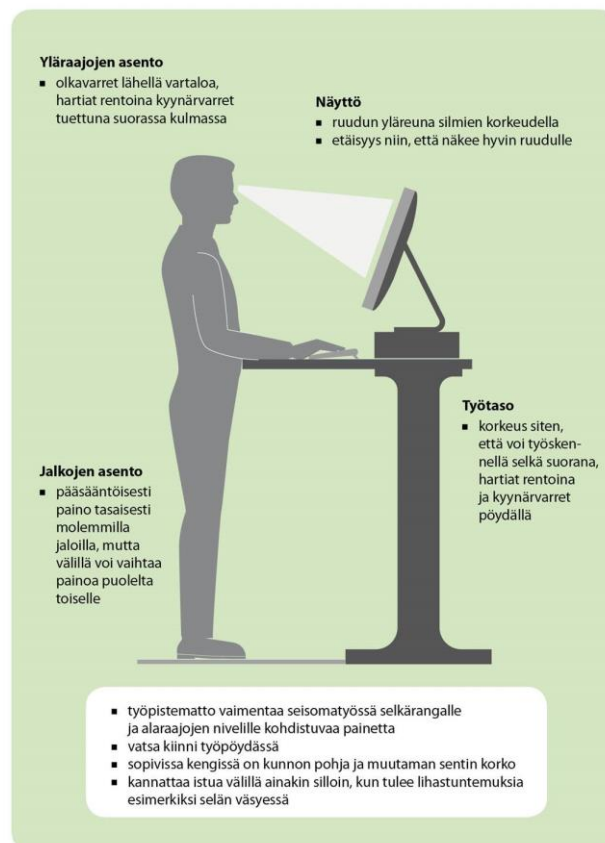 Yläraajojen asento
▪ olkavarret lähellä vartaloa,
hartiat rentoina kyynärvarret
tuettuna suorassa kulmassa
Näyttö
▪ ruudun yläreuna silmien korkeudella
▪ etäisyys niin, että näkee hyvin ruudulle
Työtaso
▪ korkeus siten,
että voi työsken-
nellä selkä suorana,
hartiat rentoina
ja kyynärvarret
pöydällä
Jalkojen asento
▪ pääsääntöisesti
paino tasaisesti
molemmilla
jaloilla, mutta
välillä voi vaihtaa
painoa puolelta
toiselle
▪ työpistematto vaimentaa seisomatyössä selkärangalle
ja alaraajojen nivelille kohdistuvaa painetta
▪ vatsa kiinni työpöydässä
▪ sopivissa kengissä on kunnon pohja ja muutaman sentin korko
▪ kannattaa istua välillä ainakin silloin, kun tulee lihastuntemuksia
esimerkiksi selän väsyessä